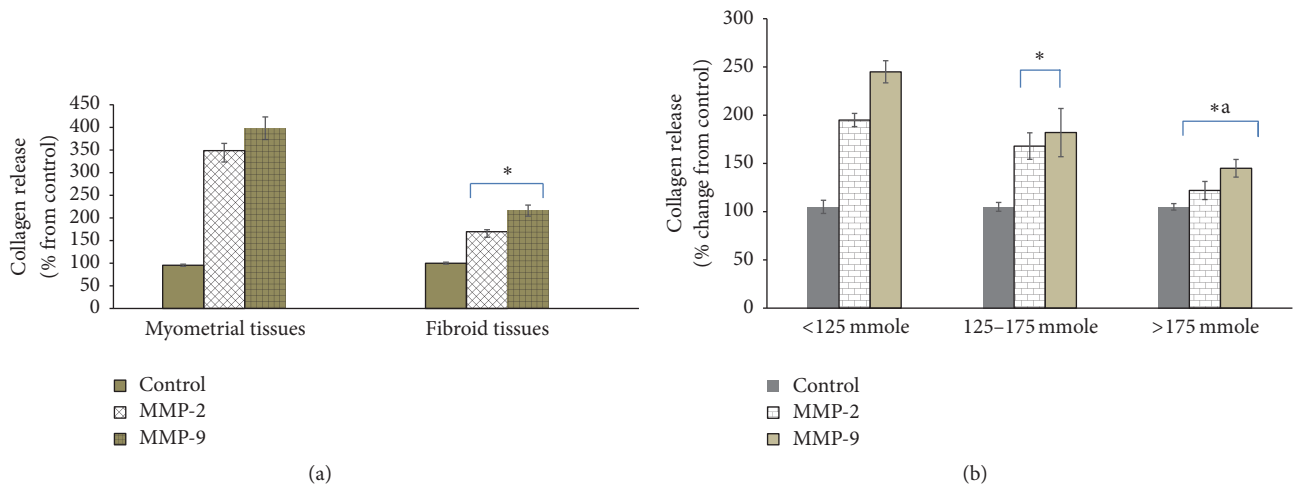 Collagen release
(% from control)
450
400
350
300
250
200
150
100
50
0
*
Myometrial tissues
Fibroid tissues
Control
MMP-2
MMP-9
(a)
Collagen release
(% change from control)
300
250
200
150
100
50
0
*
*a
<125 mmole
125–175 mmole
>175 mmole
Control
MMP-2
MMP-9
(b)